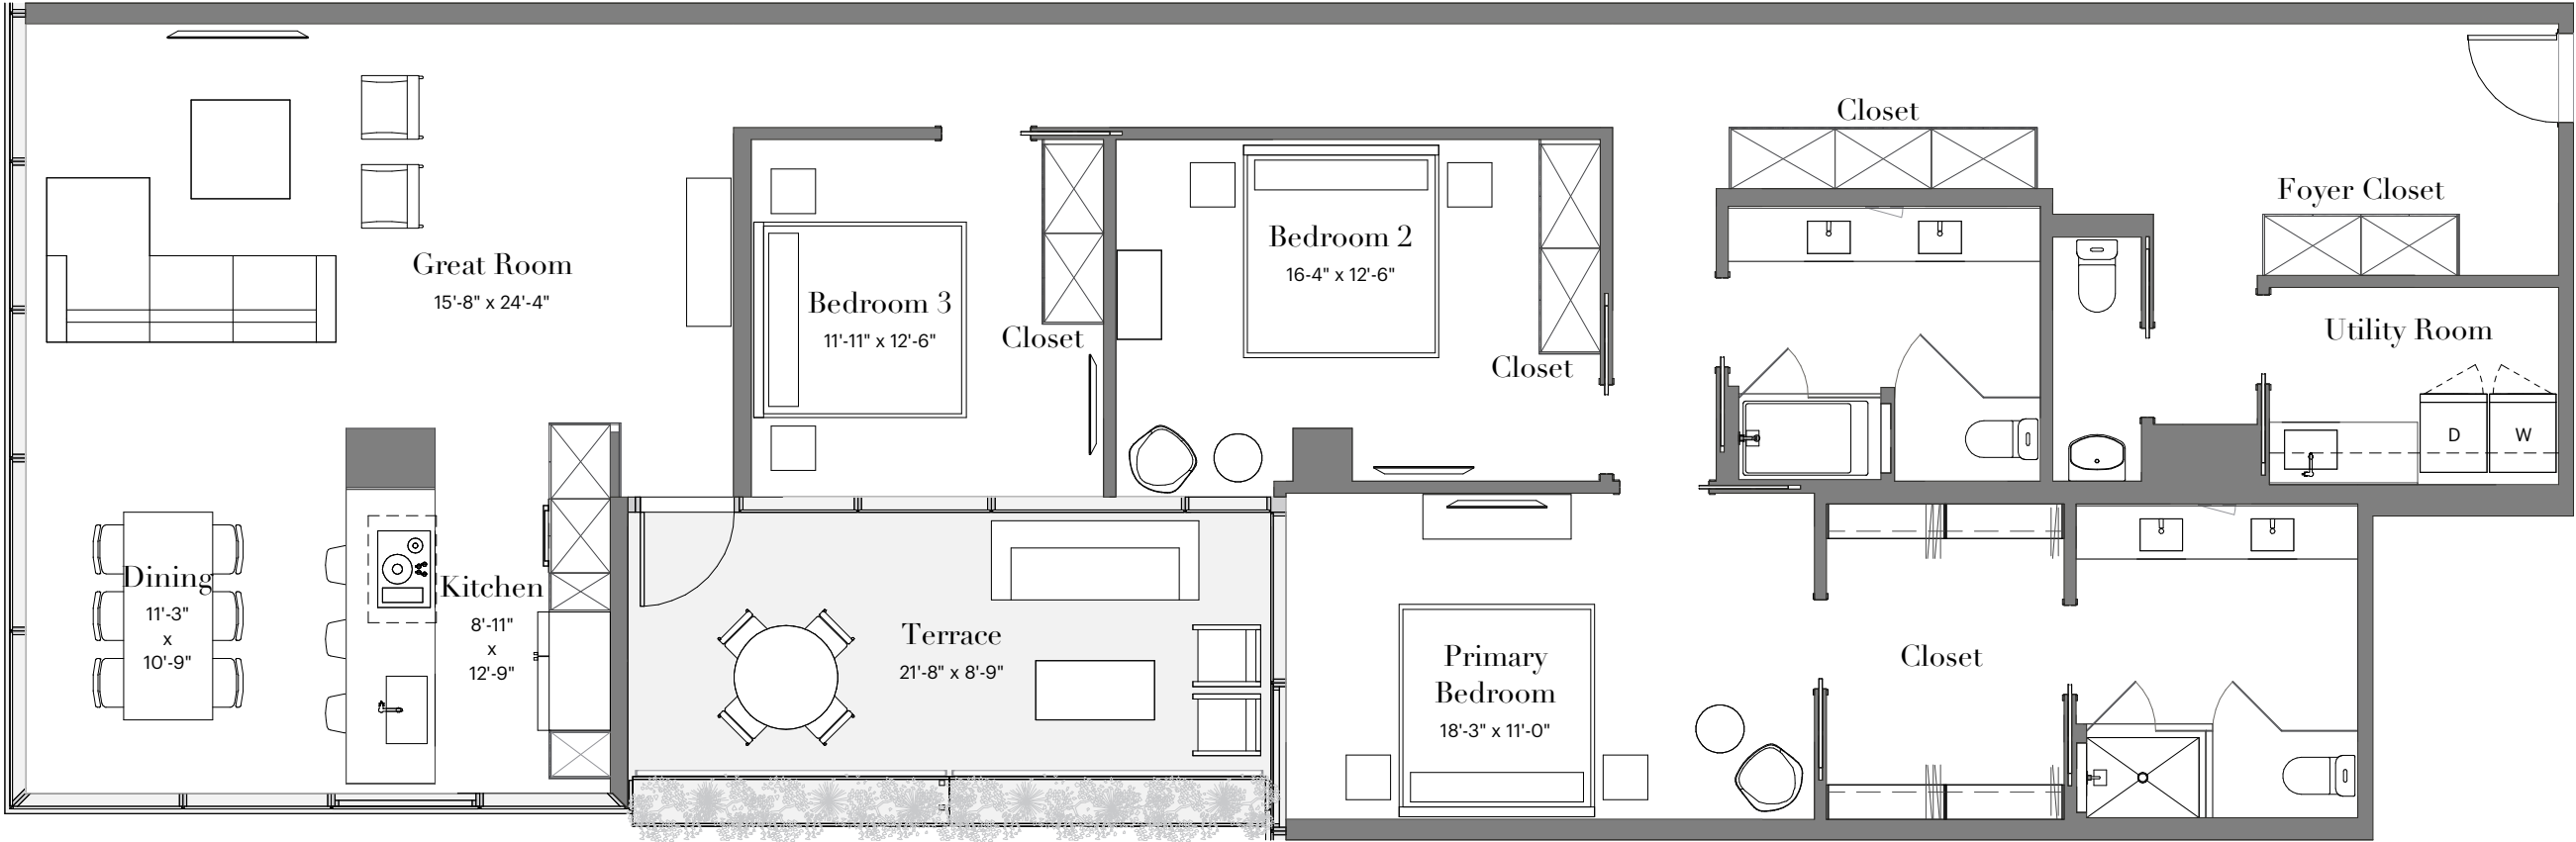 Great Room
15'-8" x 24'-4"
Bedroom 3
11'-11" x 12'-6"
Closet
Bedroom 2
16-4" x 12'-6"
Closet
Closet
Foyer Closet
Utility Room
D
W
Dining
11'-3"
x
10'-9"
Kitchen
8'-11"
x
12'-9"
Terrace
21'-8" x 8'-9"
Primary
Bedroom
18'-3" x 11'-0"
Closet